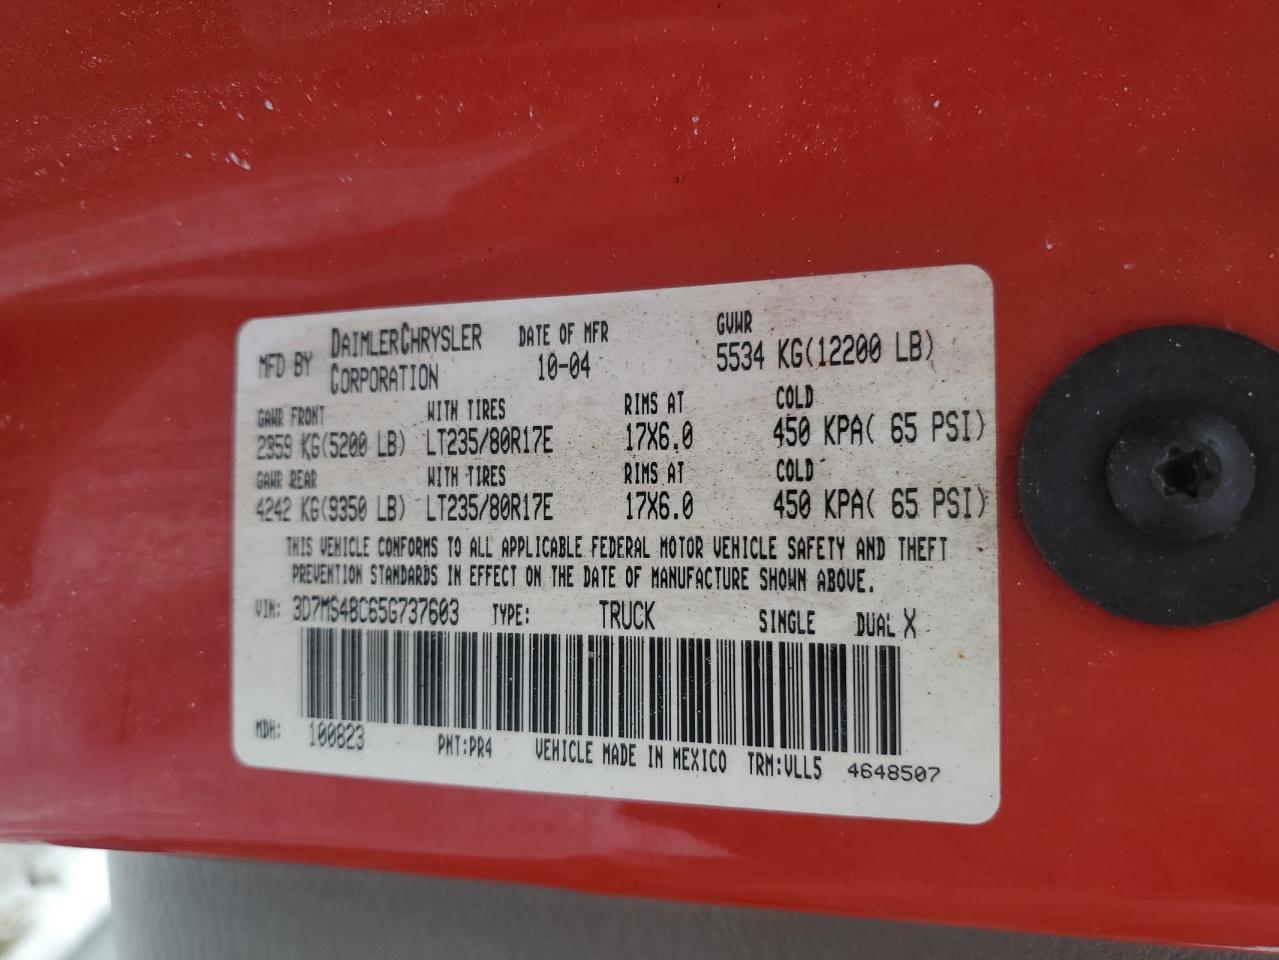 MFD BY DAIMLERCHRYSLER CORPORATION DATE OF MFR 10-04 GVWR 5534 KG(12200 LB)
GAWR FRONT WITH TIRES RIMS AT COLD
2359 KG(5200 LB) LT235/80R17E 17X6.0 450 KPA( 65 PSI)
GAWR REAR WITH TIRES RIMS AT COLD
4242 KG(9350 LB) LT235/80R17E 17X6.0 450 KPA( 65 PSI)
THIS VEHICLE CONFORMS TO ALL APPLICABLE FEDERAL MOTOR VEHICLE SAFETY AND THEFT
PREVENTION STANDARDS IN EFFECT ON THE DATE OF MANUFACTURE SHOWN ABOVE.
VIN: 3D7MS48C65G737603 TYPE: TRUCK SINGLE DUAL X
MDH: 100823 PNT:PR4 VEHICLE MADE IN MEXICO TRM:VLL5 4648507